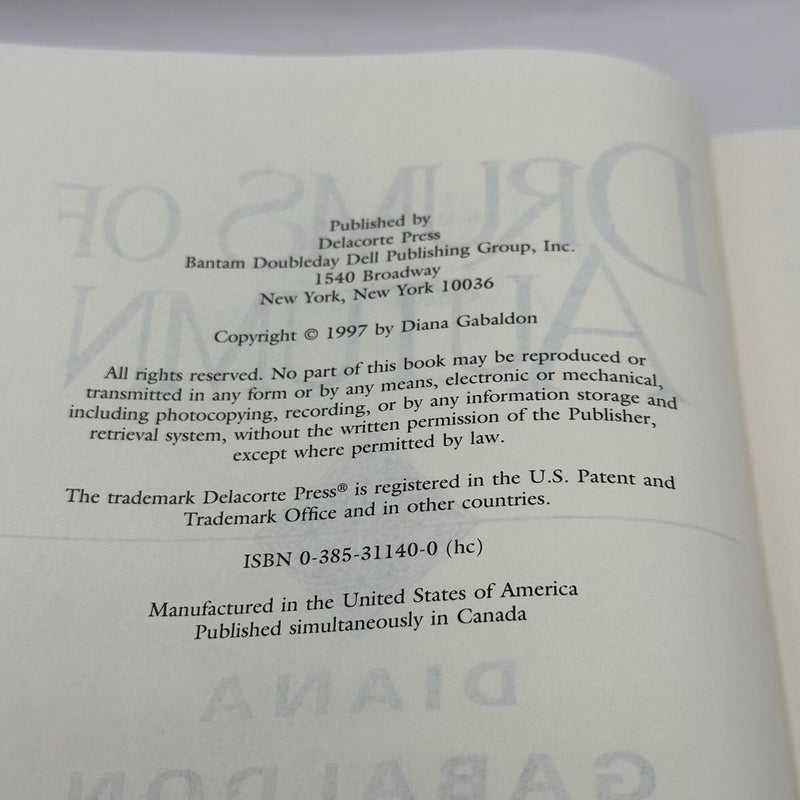 Published by
Delacorte Press
Bantam Doubleday Dell Publishing Group, Inc.
1540 Broadway
New York, New York 10036
Copyright © 1997 by Diana Gabaldon
All rights reserved. No part of this book may be reproduced or
transmitted in any form or by any means, electronic or mechanical,
including photocopying, recording, or by any information storage and
retrieval system, without the written permission of the Publisher,
except where permitted by law.
The trademark Delacorte Press® is registered in the U.S. Patent and
Trademark Office and in other countries.
ISBN 0-385-31140-0 (hc)
Manufactured in the United States of America
Published simultaneously in Canada
DRUMS OF
AUTUMN
DIANA
GABALDON